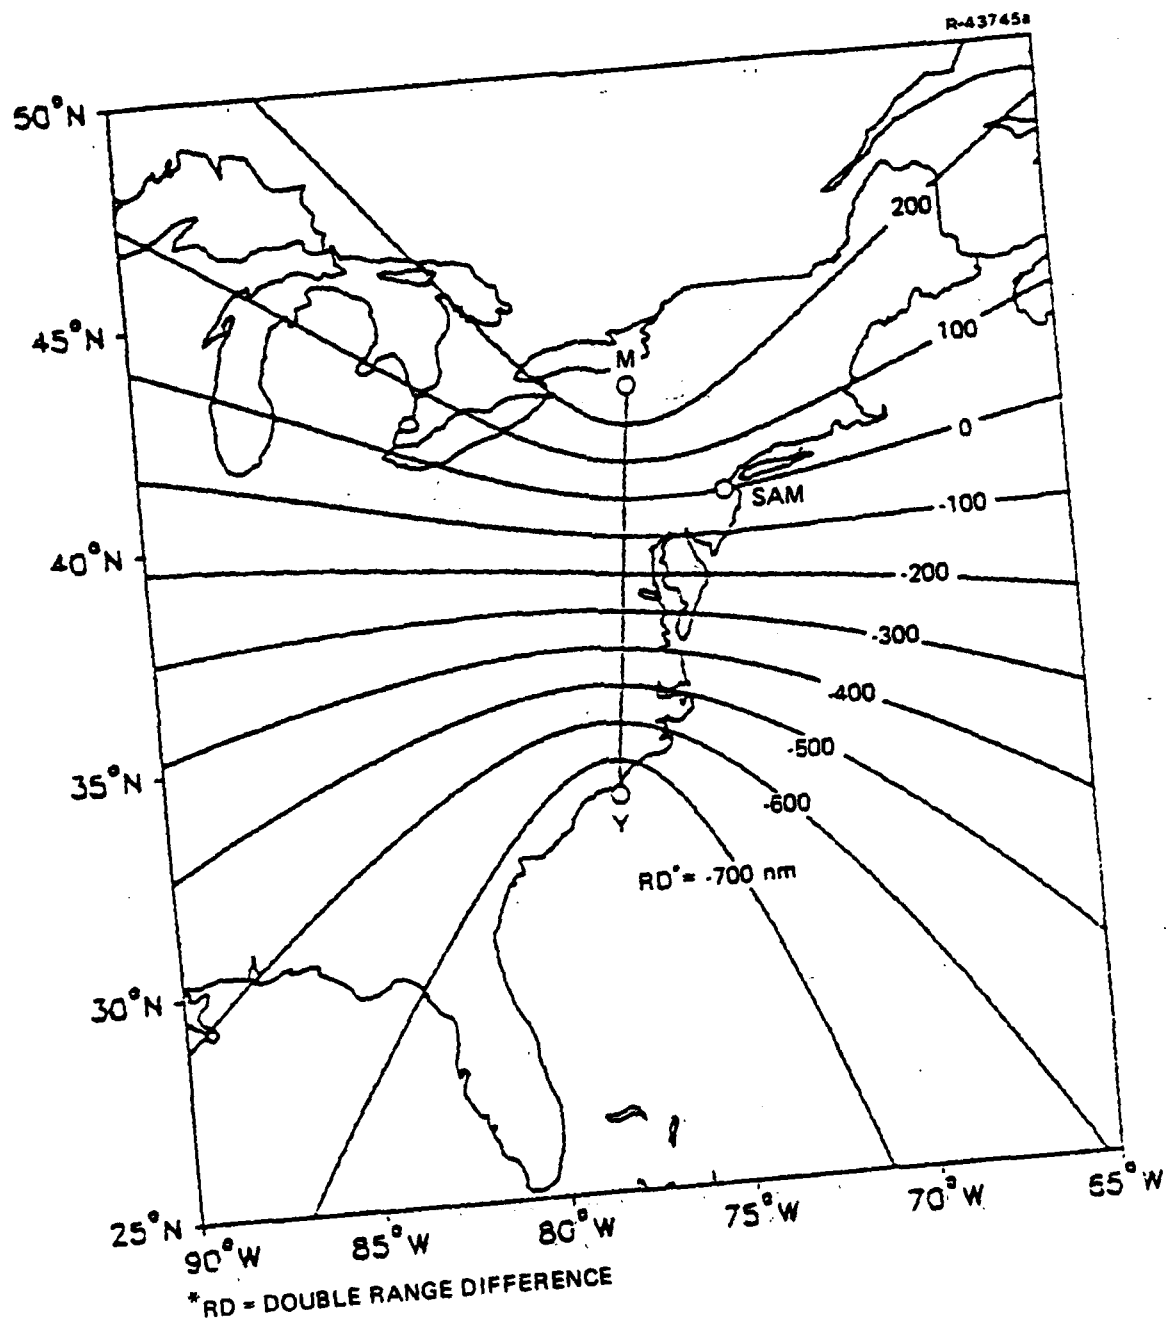 R-43745a
50°N
200
45°N
100
M
0
SAM
-100
40°N
-200
-300
-400
-500
35°N
-600
Y
RD*= -700 nm
30°N
25°N
90°W
85°W
80°W
75°W
70°W
65°W
*RD = DOUBLE RANGE DIFFERENCE